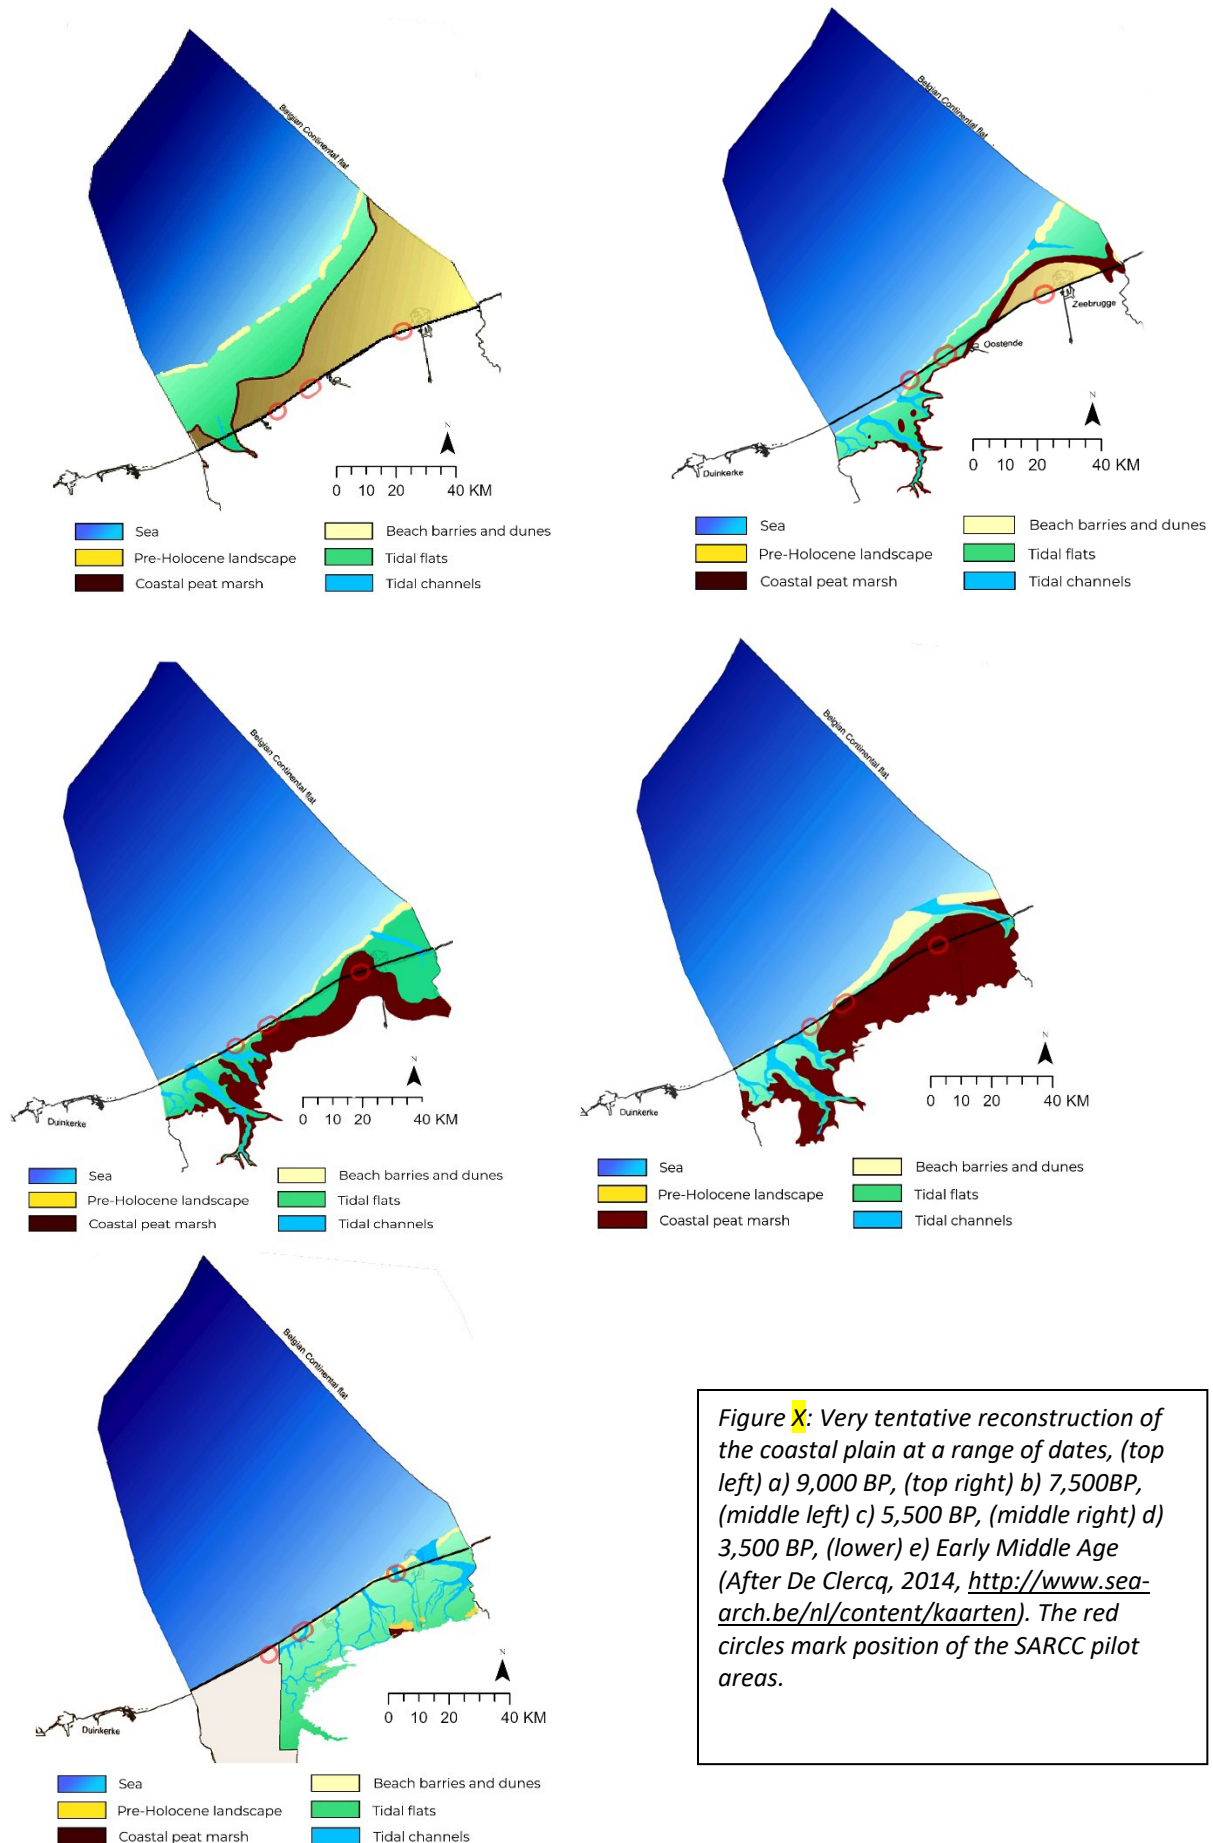 Belgian Continental flat
N
0 10 20 40 KM
Sea
Pre-Holocene landscape
Coastal peat marsh
Beach barries and dunes
Tidal flats
Tidal channels
Belgian Continental flat
Zeebrugge
Oostende
Duinkerke
N
0 10 20 40 KM
Sea
Pre-Holocene landscape
Coastal peat marsh
Beach barries and dunes
Tidal flats
Tidal channels
Belgian Continental flat
Duinkerke
N
0 10 20 40 KM
Sea
Pre-Holocene landscape
Coastal peat marsh
Beach barries and dunes
Tidal flats
Tidal channels
Belgian Continental flat
Duinkerke
N
0 10 20 40 KM
Sea
Pre-Holocene landscape
Coastal peat marsh
Beach barries and dunes
Tidal flats
Tidal channels
Belgian Continental flat
Duinkerke
N
0 10 20 40 KM
Sea
Pre-Holocene landscape
Coastal peat marsh
Beach barries and dunes
Tidal flats
Tidal channels
Figure X: Very tentative reconstruction of
the coastal plain at a range of dates, (top
left) a) 9,000 BP, (top right) b) 7,500BP,
(middle left) c) 5,500 BP, (middle right) d)
3,500 BP, (lower) e) Early Middle Age
(After De Clercq, 2014, http://www.sea-
arch.be/nl/content/kaarten). The red
circles mark position of the SARCC pilot
areas.